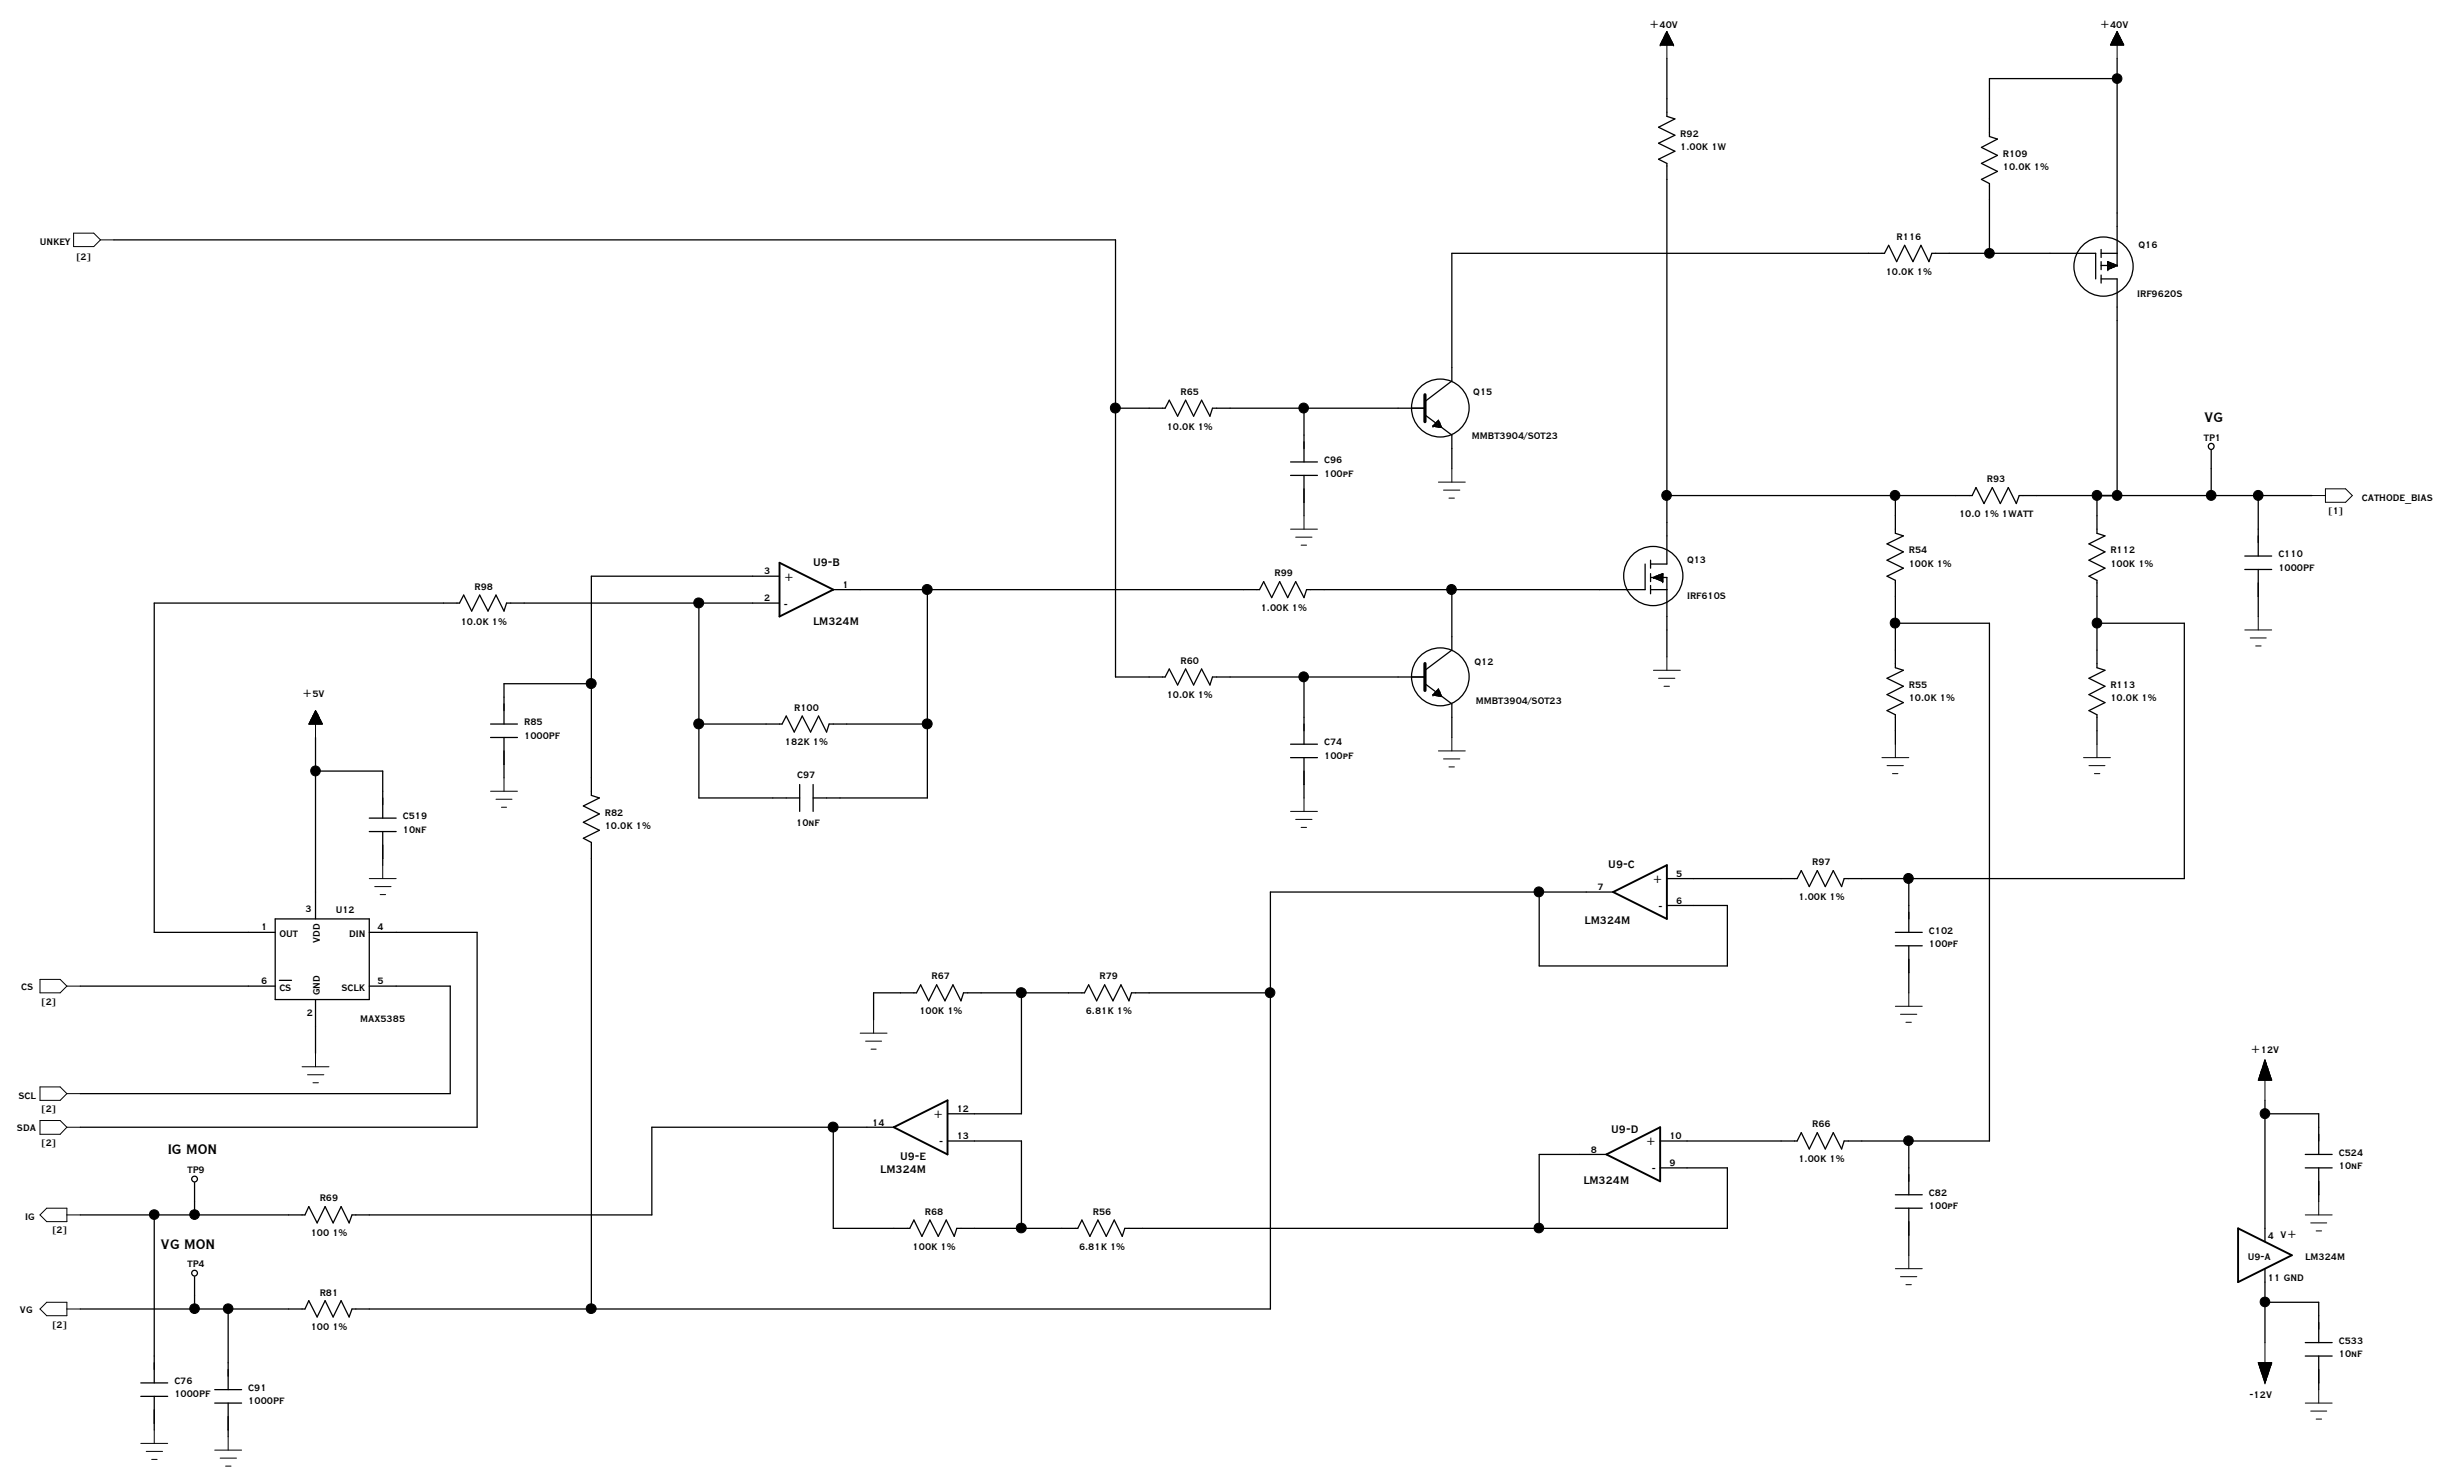 +40V
+40V
R92
1.00K 1W
R109
10.0K 1%
UNKEY
[2]
R116
10.0K 1%
Q16
IRF9620S
R65
10.0K 1%
Q15
MMBT3904/SOT23
C96
100PF
VG
TP1
R93
10.0 1% 1WATT
CATHODE_BIAS
[1]
R54
100K 1%
R112
100K 1%
C110
1000PF
U9-B
3
+
2
-
1
LM324M
R98
10.0K 1%
R99
1.00K 1%
Q13
IRF610S
R60
10.0K 1%
Q12
MMBT3904/SOT23
C74
100PF
R55
10.0K 1%
R113
10.0K 1%
+5V
R85
1000PF
R100
182K 1%
C97
10NF
R82
10.0K 1%
C519
10NF
U9-C
7
+
5
-
6
LM324M
R97
1.00K 1%
C102
100PF
3
U12
1
OUT
VDD
DIN
4
CS
[2]
6
CS
GND
SCLK
5
2
MAX5385
R67
100K 1%
R79
6.81K 1%
SCL
[2]
SDA
[2]
14
+
12
-
13
U9-E
LM324M
U9-D
8
+
10
-
9
LM324M
R66
1.00K 1%
C82
100PF
+12V
C524
10NF
4 V+
U9-A
LM324M
11 GND
C533
10NF
-12V
IG MON
TP9
IG
[2]
R69
100 1%
R68
100K 1%
R56
6.81K 1%
VG MON
TP4
VG
[2]
R81
100 1%
C76
1000PF
C91
1000PF